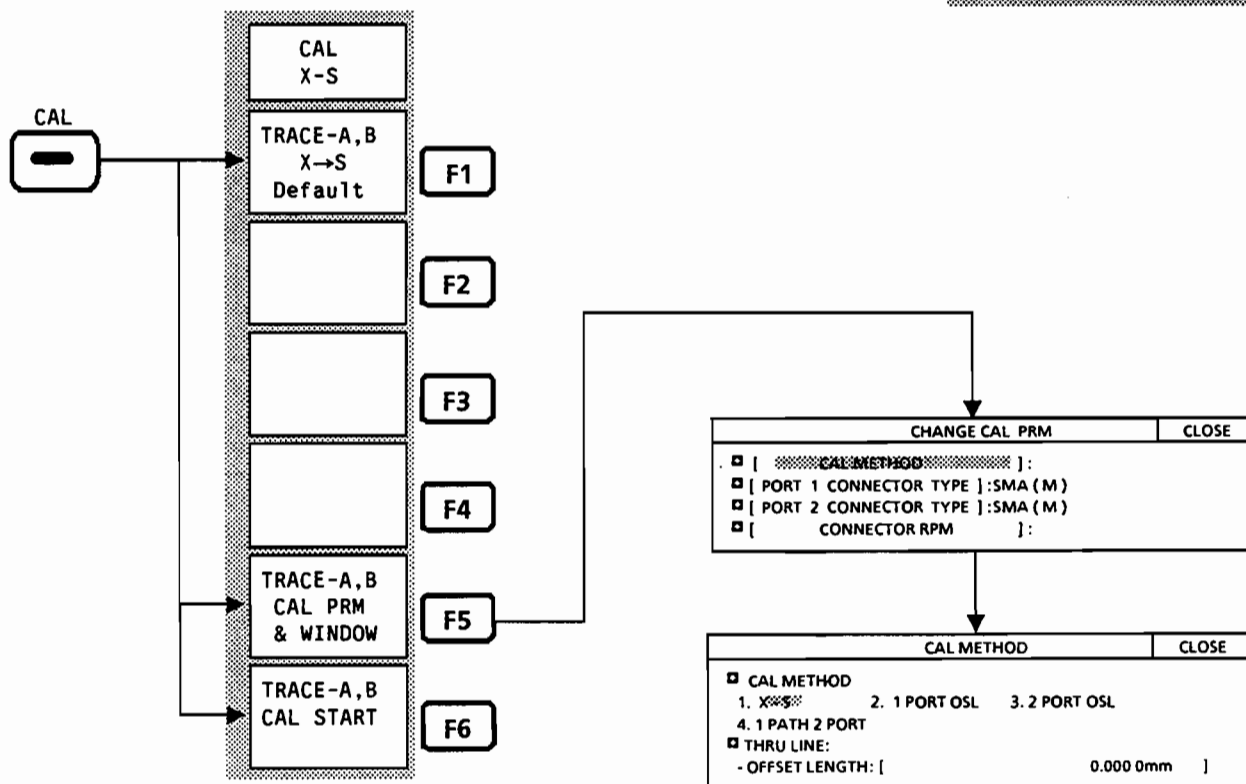 CAL
X-S
CAL
TRACE-A,B
X→S
Default
F1
F2
F3
F4
TRACE-A,B
CAL PRM
& WINDOW
F5
TRACE-A,B
CAL START
F6
CHANGE CAL PRM CLOSE
[ CAL METHOD ]:
[ PORT 1 CONNECTOR TYPE ]:SMA (M)
[ PORT 2 CONNECTOR TYPE ]:SMA (M)
[ CONNECTOR RPM ]:
CAL METHOD CLOSE
CAL METHOD
1. X-S 2. 1 PORT OSL 3. 2 PORT OSL
4. 1 PATH 2 PORT
THRU LINE:
- OFFSET LENGTH: [ 0.000 0mm ]